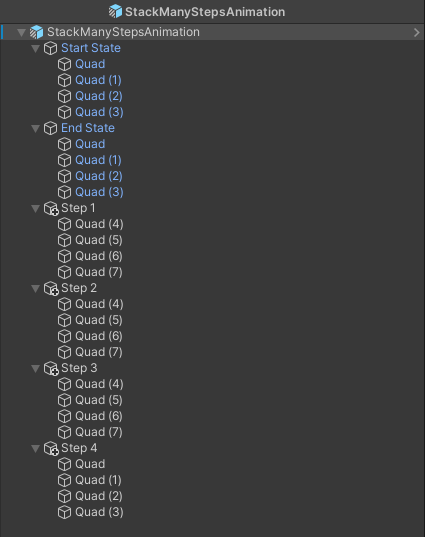 StackManyStepsAnimation
StackManyStepsAnimation
Start State
Quad
Quad (1)
Quad (2)
Quad (3)
End State
Quad
Quad (1)
Quad (2)
Quad (3)
Step 1
Quad (4)
Quad (5)
Quad (6)
Quad (7)
Step 2
Quad (4)
Quad (5)
Quad (6)
Quad (7)
Step 3
Quad (4)
Quad (5)
Quad (6)
Quad (7)
Step 4
Quad
Quad (1)
Quad (2)
Quad (3)